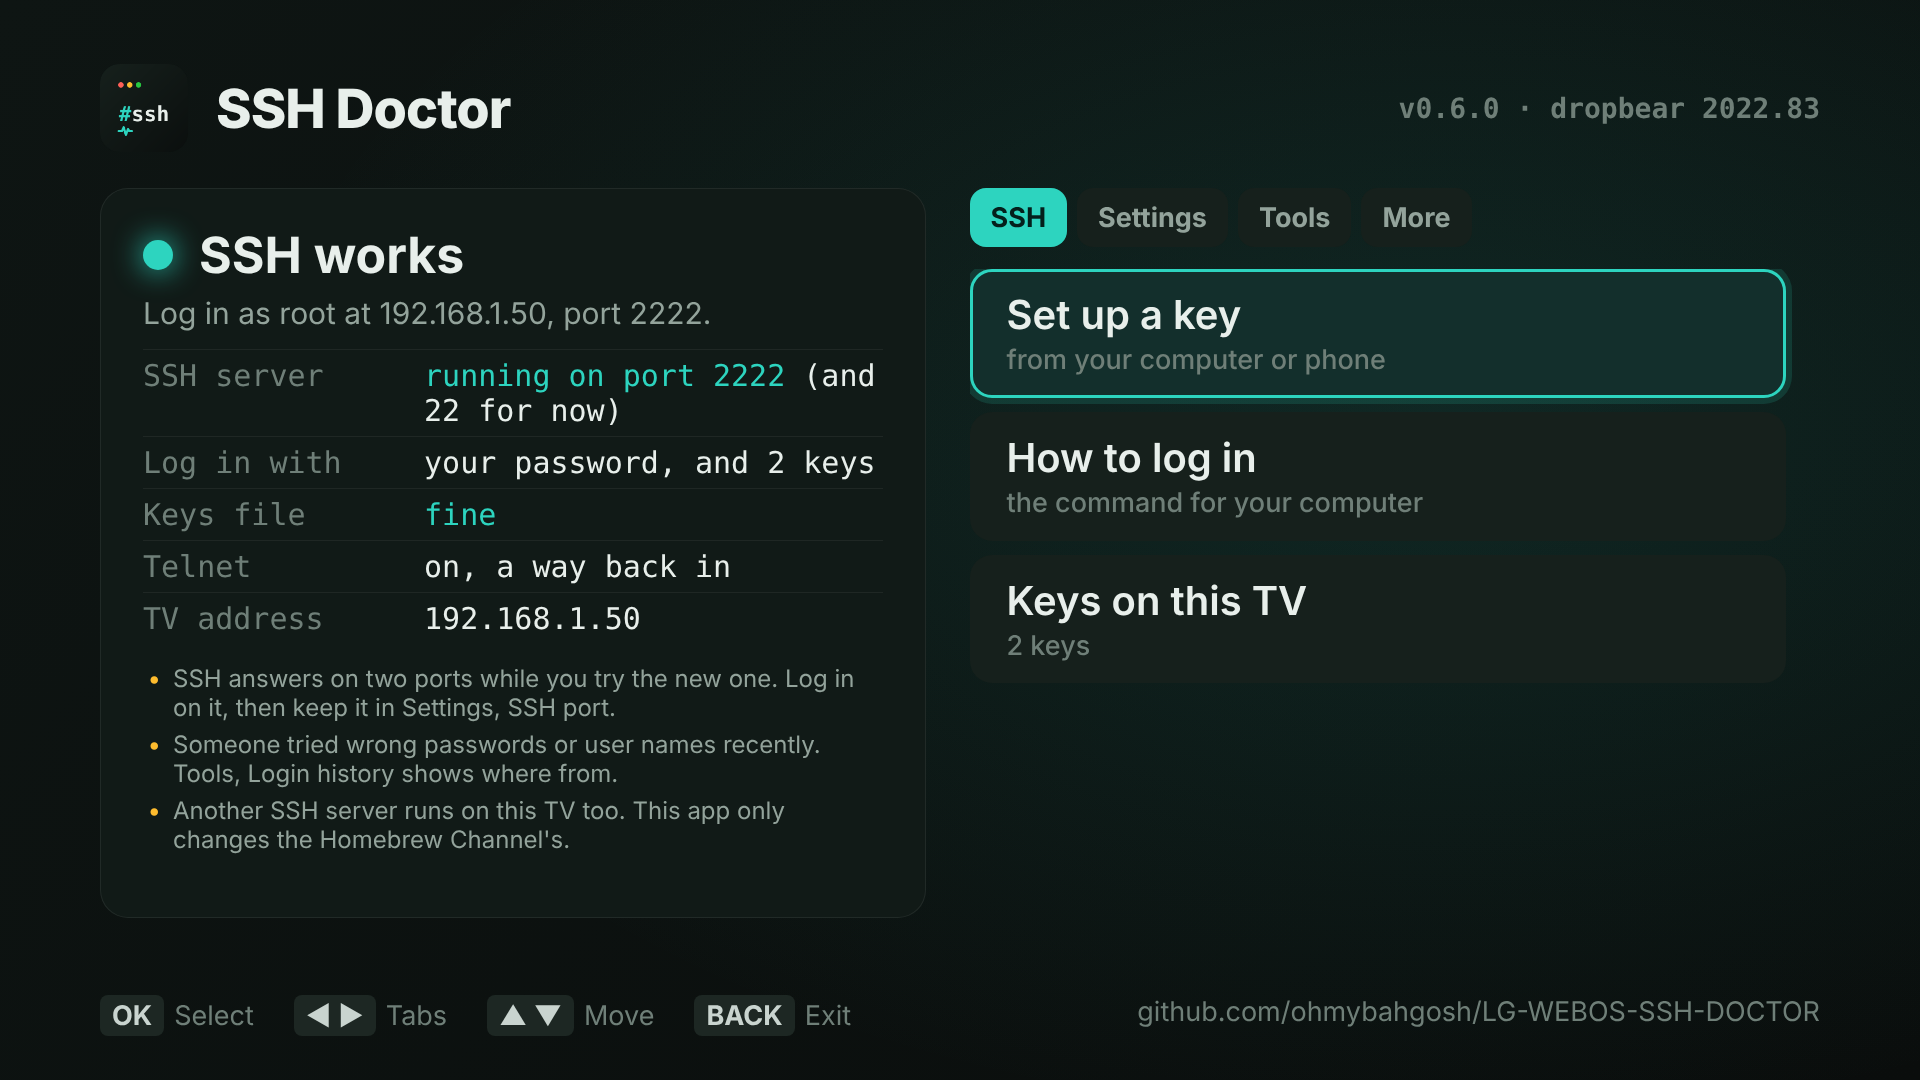 #ssh
SSH Doctor
v0.6.0 · dropbear 2022.83
SSH works
Log in as root at 192.168.1.50, port 2222.
SSH server running on port 2222 (and
22 for now)
Log in with your password, and 2 keys
Keys file fine
Telnet on, a way back in
TV address 192.168.1.50
• SSH answers on two ports while you try the new one. Log in
on it, then keep it in Settings, SSH port.
• Someone tried wrong passwords or user names recently.
Tools, Login history shows where from.
• Another SSH server runs on this TV too. This app only
changes the Homebrew Channel's.
SSH Settings Tools More
Set up a key
from your computer or phone
How to log in
the command for your computer
Keys on this TV
2 keys
OK Select ◀ ▶ Tabs ▲ ▼ Move BACK Exit
github.com/ohmybahgosh/LG-WEBOS-SSH-DOCTOR